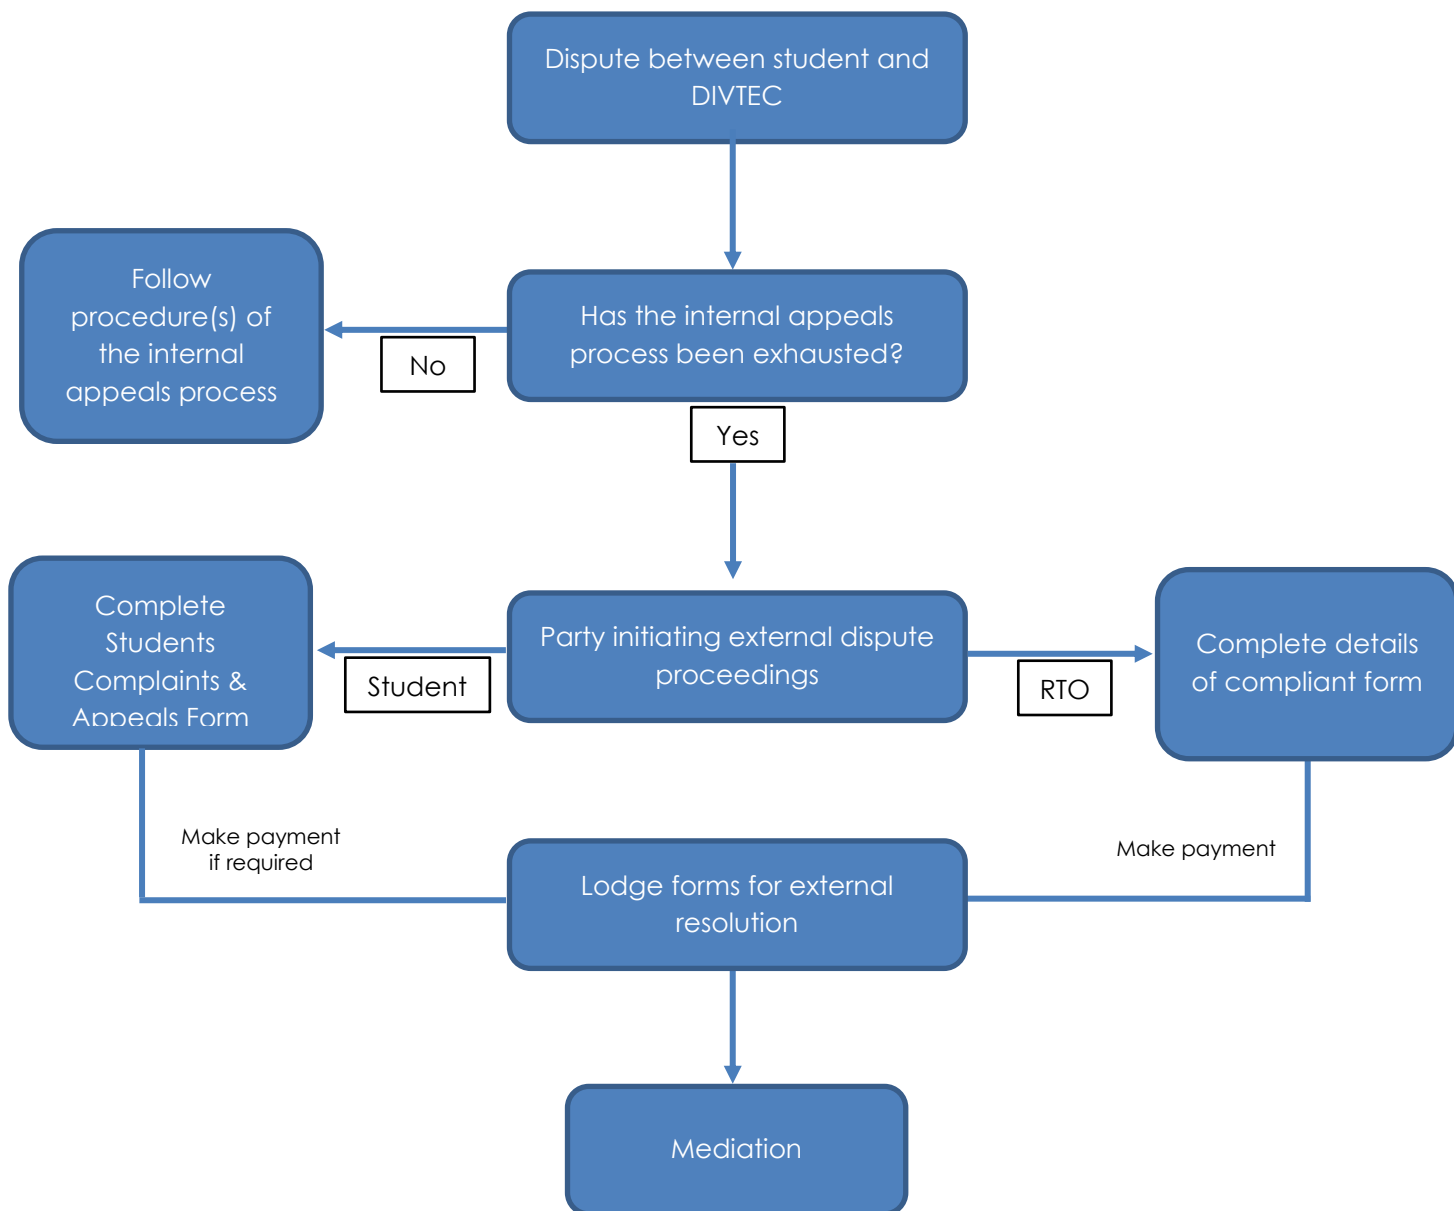 Dispute between student and
DIVTEC
Follow
procedure(s) of
the internal
appeals process
No
Has the internal appeals
process been exhausted?
Yes
Complete
Students
Complaints &
Appeals Form
Student
Party initiating external dispute
proceedings
RTO
Complete details
of compliant form
Make payment
if required
Lodge forms for external
resolution
Make payment
Mediation